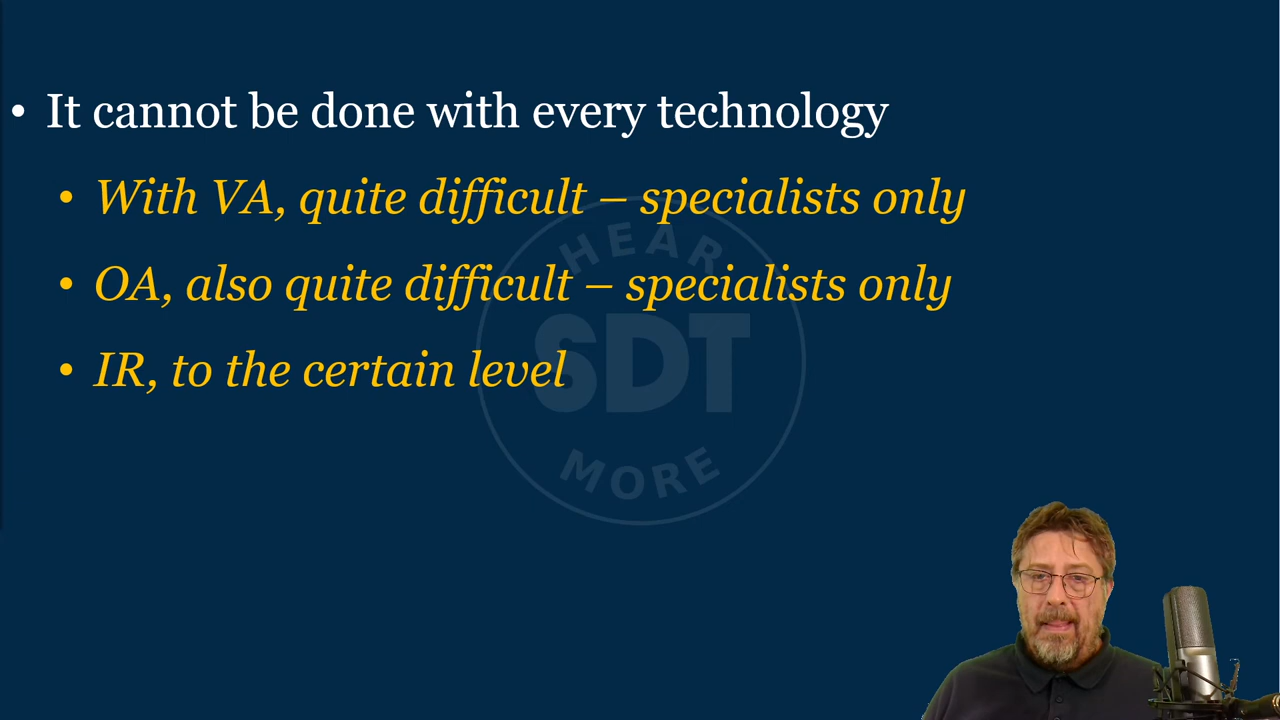 • It cannot be done with every technology
• With VA, quite difficult – specialists only
• OA, also quite difficult – specialists only
• IR, to the certain level
HEAR
SDT
MORE